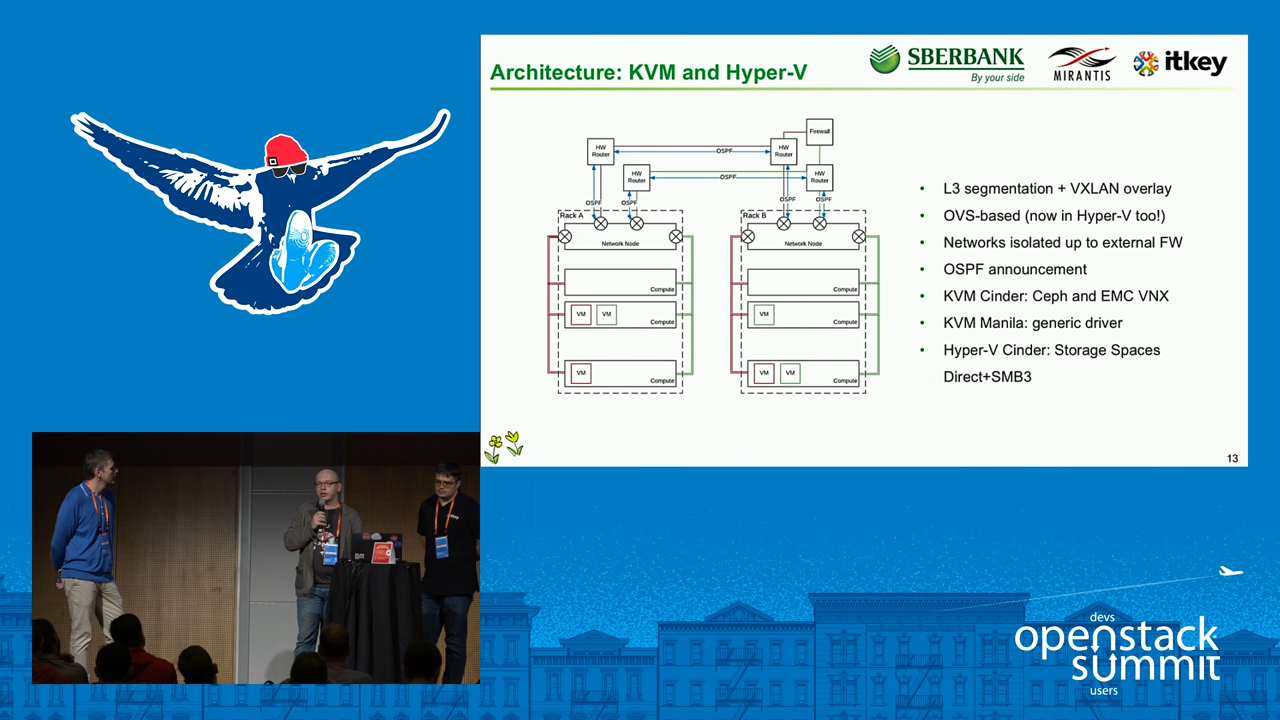 Architecture: KVM and Hyper-V
SBERBANK
By your side
MIRANTIS
itkey
Firewall
HW Router
OSPF
HW Router
HW Router
OSPF
HW Router
OSPF
OSPF
OSPF
OSPF
Rack A
Network Node
Compute
VM
VM
Compute
VM
Compute
Rack B
Network Node
Compute
VM
Compute
VM
VM
Compute
• L3 segmentation + VXLAN overlay
• OVS-based (now in Hyper-V too!)
• Networks isolated up to external FW
• OSPF announcement
• KVM Cinder: Ceph and EMC VNX
• KVM Manila: generic driver
• Hyper-V Cinder: Storage Spaces
Direct+SMB3
13
devs
openstack
summit
users